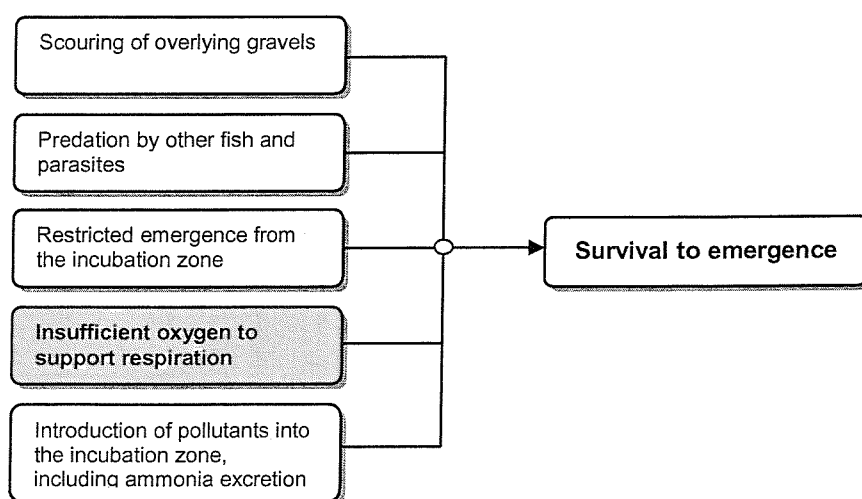 Scouring of overlying gravels
Predation by other fish and
parasites
Restricted emergence from
the incubation zone
Insufficient oxygen to
support respiration
Introduction of pollutants into
the incubation zone,
including ammonia excretion
Survival to emergence